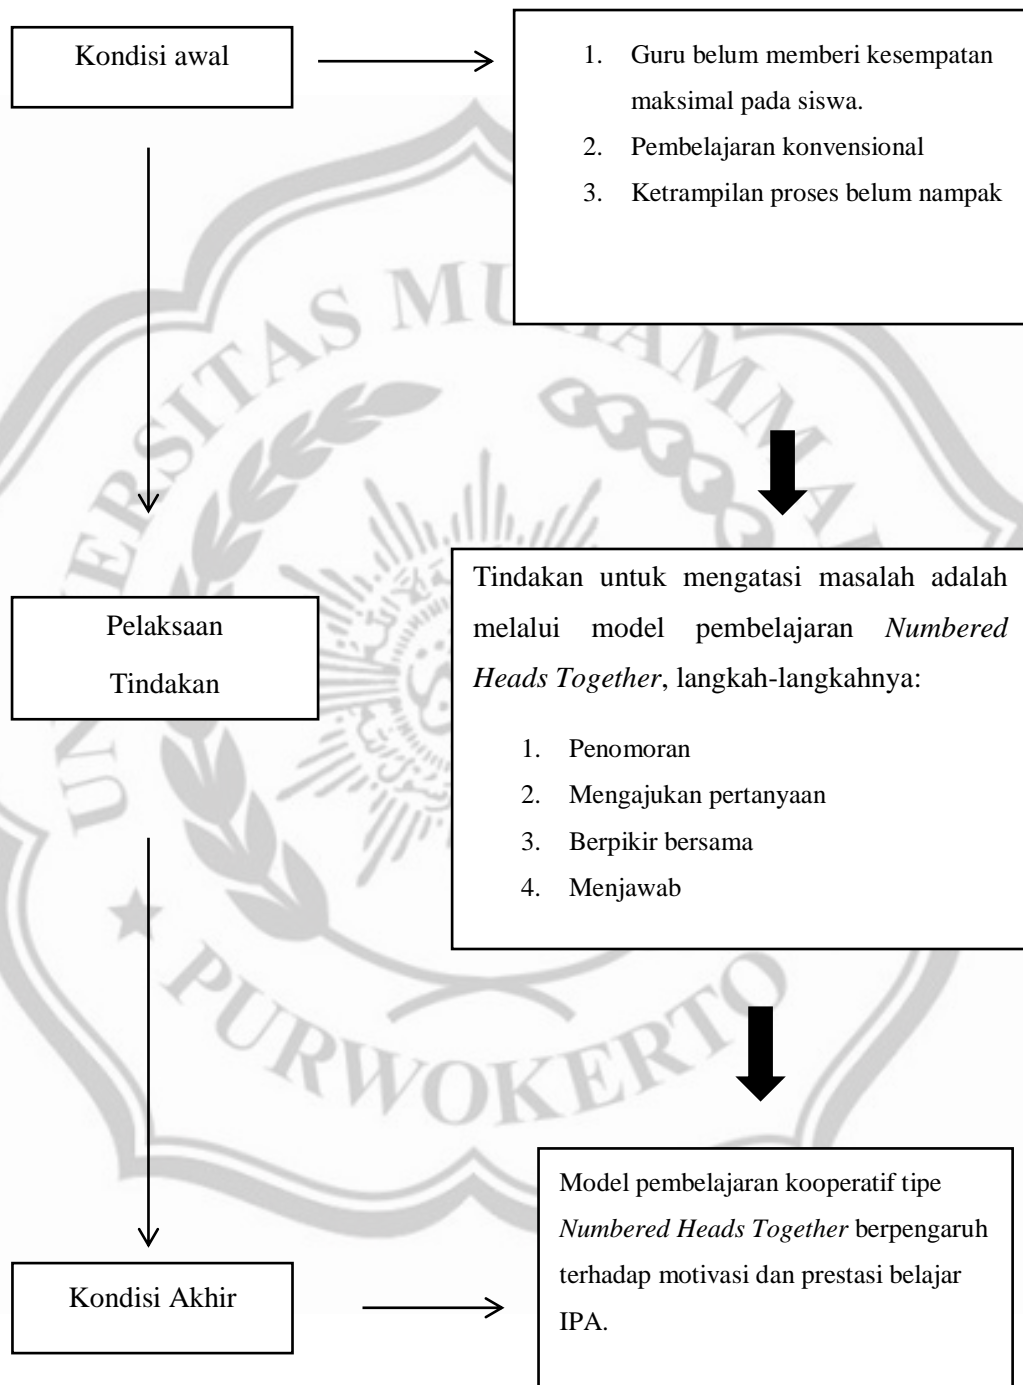 Kondisi awal
1. Guru belum memberi kesempatan
maksimal pada siswa.
2. Pembelajaran konvensional
3. Ketrampilan proses belum nampak
Pelaksaan
Tindakan
Tindakan untuk mengatasi masalah adalah
melalui model pembelajaran Numbered
Heads Together, langkah-langkahnya:
1. Penomoran
2. Mengajukan pertanyaan
3. Berpikir bersama
4. Menjawab
Kondisi Akhir
Model pembelajaran kooperatif tipe
Numbered Heads Together berpengaruh
terhadap motivasi dan prestasi belajar
IPA.
PURWOKERTO